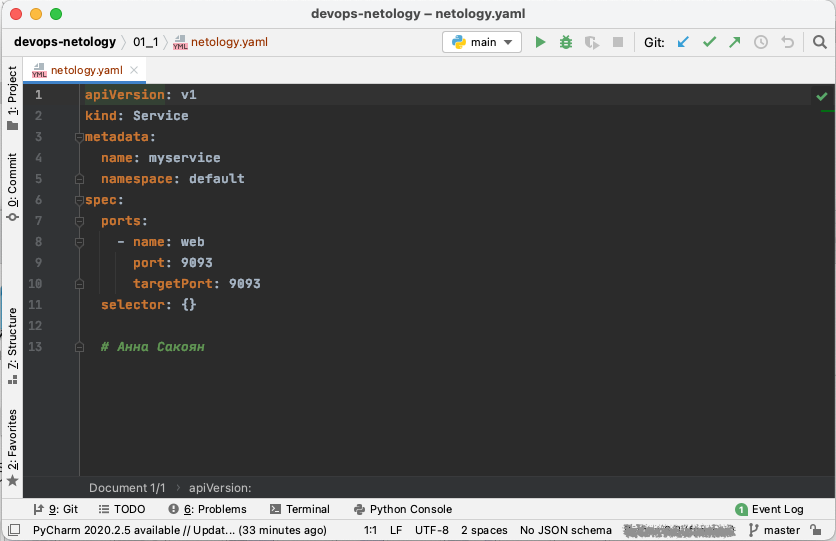 devops-netology – netology.yaml
devops-netology 〉 01_1 〉 netology.yaml main Git:
netology.yaml
1 apiVersion: v1
2 kind: Service
3 metadata:
4   name: myservice
5   namespace: default
6 spec:
7   ports:
8     - name: web
9       port: 9093
10       targetPort: 9093
11   selector: {}
12
13   # Анна Сакоян
1: Project
0: Commit
7: Structure
2: Favorites
Document 1/1 › apiVersion:
9: Git TODO 6: Problems Terminal Python Console 1 Event Log
PyCharm 2020.2.5 available // Updat... (33 minutes ago) 1:1 LF UTF-8 2 spaces No JSON schema master